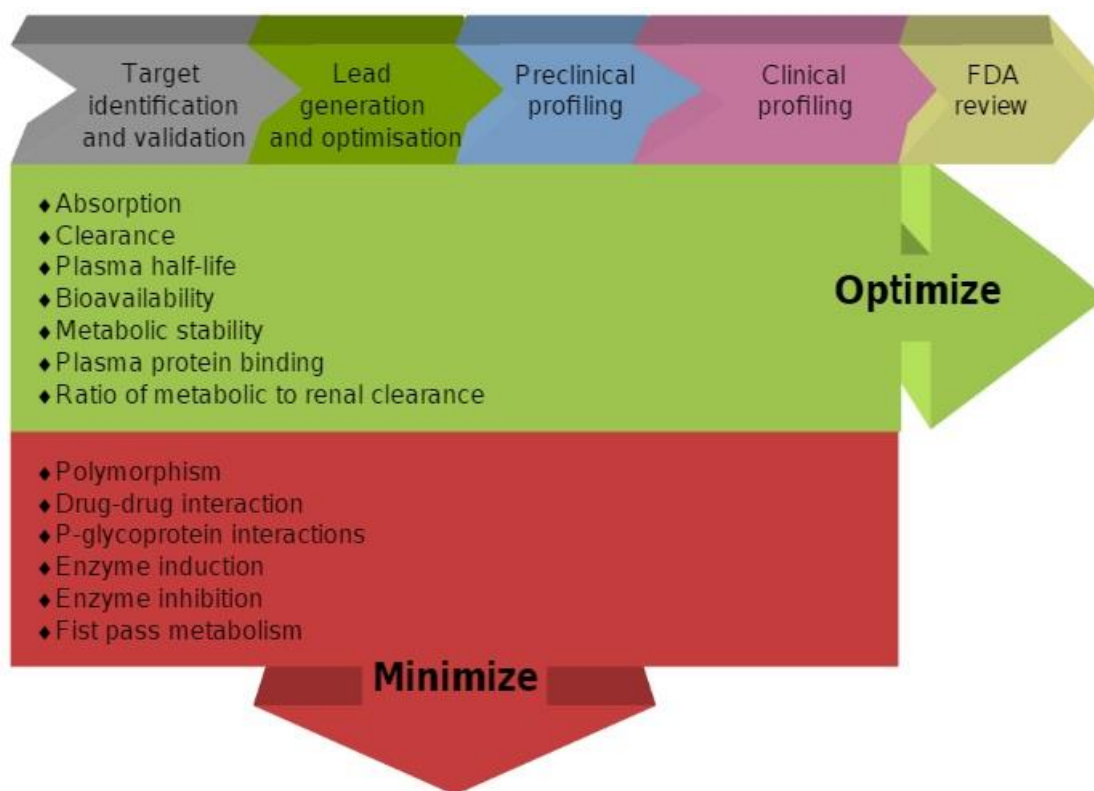 Target
identification
and validation
Lead
generation
and optimisation
Preclinical
profiling
Clinical
profiling
FDA
review
♦Absorption
♦Clearance
♦Plasma half-life
♦Bioavailability
♦Metabolic stability
♦Plasma protein binding
♦Ratio of metabolic to renal clearance
Optimize
♦Polymorphism
♦Drug-drug interaction
♦P-glycoprotein interactions
♦Enzyme induction
♦Enzyme inhibition
♦Fist pass metabolism
Minimize